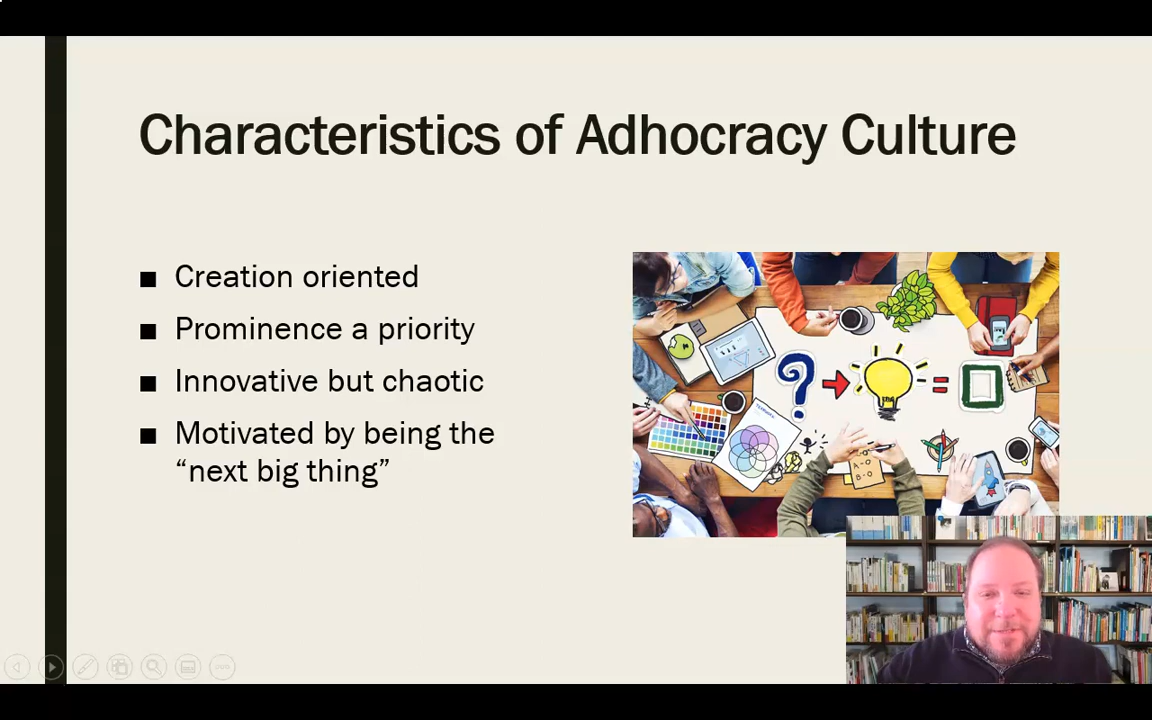 Characteristics of Adhocracy Culture
■ Creation oriented
■ Prominence a priority
■ Innovative but chaotic
■ Motivated by being the
“next big thing”
?
=
A-O
B-O